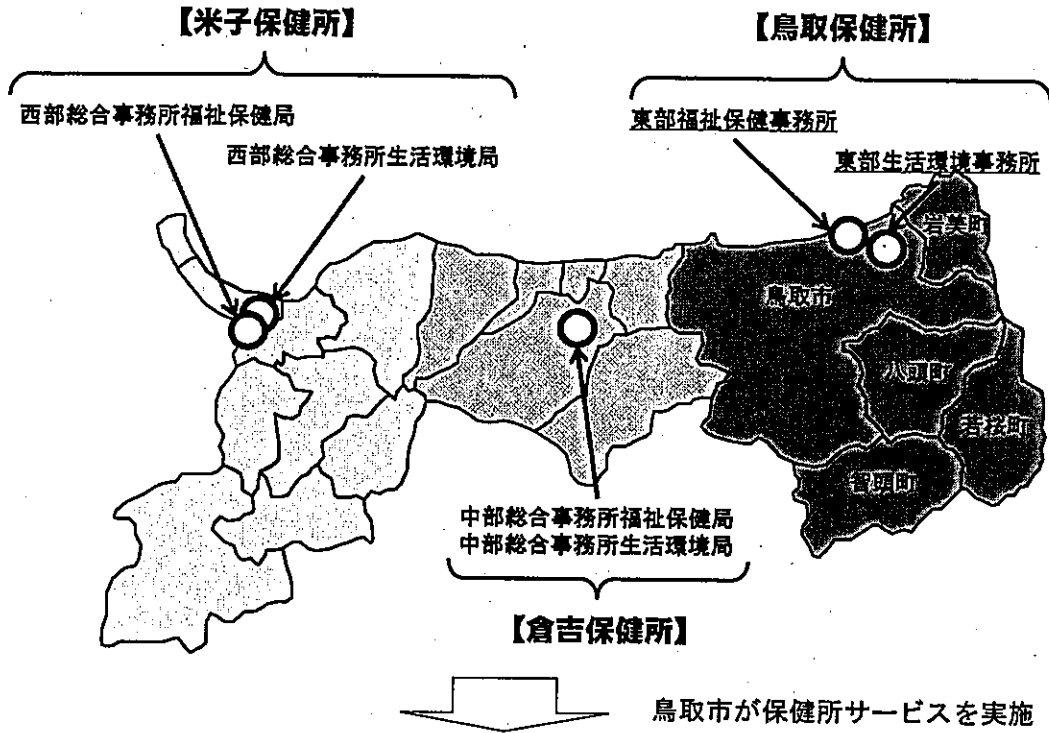 【米子保健所】
【鳥取保健所】
西部総合事務所福祉保健局
西部総合事務所生活環境局
東部福祉保健事務所
東部生活環境事務所
岩美町
鳥取市
八頭町
若桜町
智頭町
中部総合事務所福祉保健局
中部総合事務所生活環境局
【倉吉保健所】
鳥取市が保健所サービスを実施